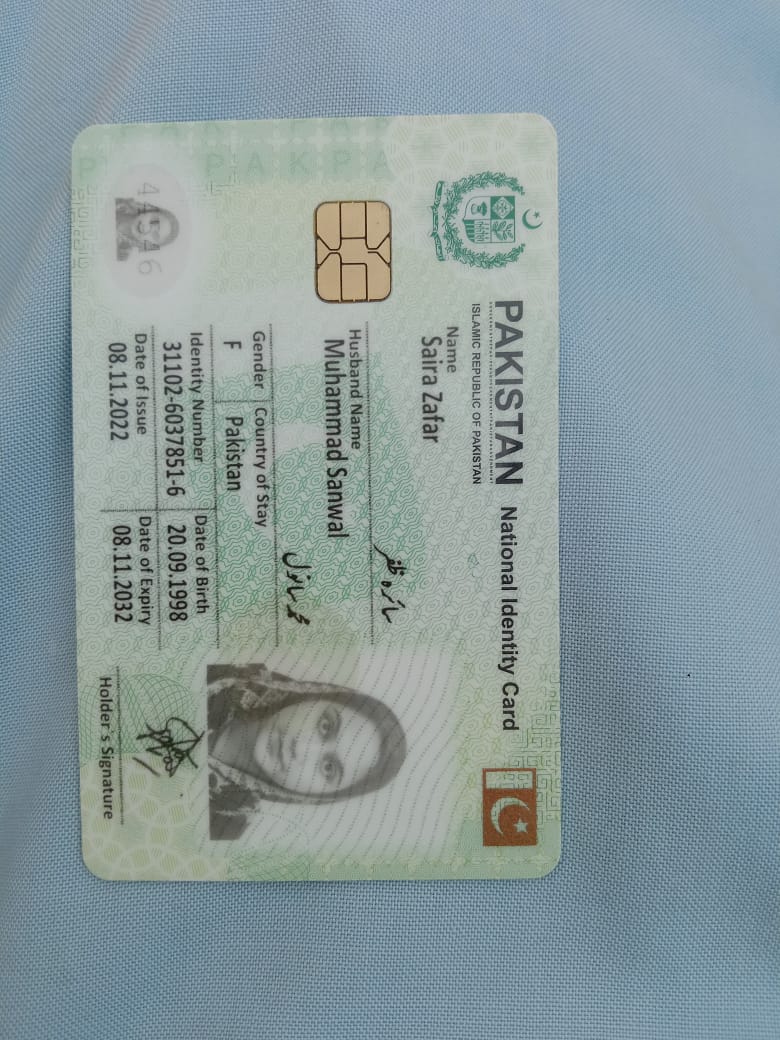 PAKISTAN National Identity Card
ISLAMIC REPUBLIC OF PAKISTAN
Name
Saira Zafar
سائرہ ظفر
Husband Name
Muhammad Sanwal
محمد سانول
Gender Country of Stay
F Pakistan
Identity Number Date of Birth
31102-6037851-6 20.09.1998
Date of Issue Date of Expiry
08.11.2022 08.11.2032
Holder's Signature